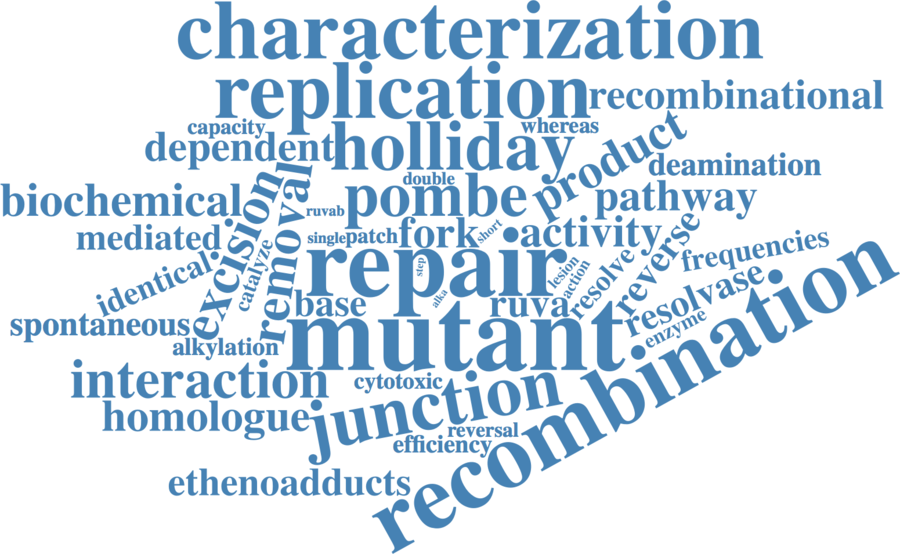 characterization
replication
recombinational
capacity
whereas
dependent
holliday
product
deamination
double
biochemical
excision
removal
ruvab
pombe
pathway
mediated
catalyze
single
patch
fork
short
activity
reverse
frequencies
identical
repair
step
alka
lesion
action
resolve
resolvase
spontaneous
base
ruva
enzyme
alkylation
mutant
interaction
cytotoxic
junction
recombination
homologue
reversal
efficiency
ethenoadducts